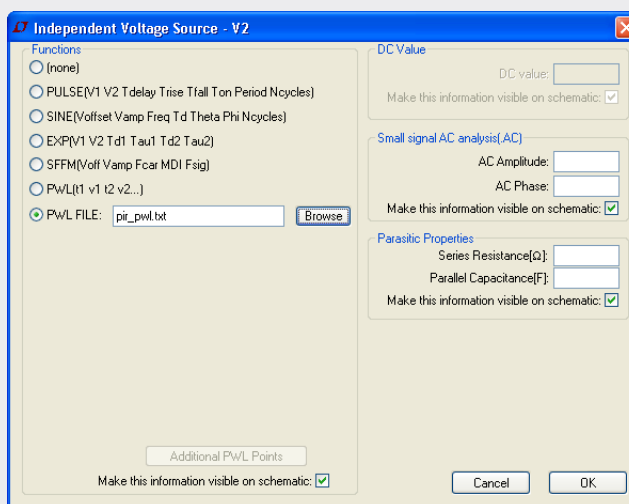 Independent Voltage Source - V2
Functions
(none)
PULSE(V1 V2 Tdelay Trise Tfall Ton Period Ncycles)
SINE(Voffset Vamp Freq Td Theta Phi Ncycles)
EXP(V1 V2 Td1 Tau1 Td2 Tau2)
SFFM(Voff Vamp Fcar MDI Fsig)
PWL(t1 v1 t2 v2...)
PWL FILE: pir_pwl.txt Browse
Additional PWL Points
Make this information visible on schematic:
DC Value
DC value:
Make this information visible on schematic:
Small signal AC analysis(.AC)
AC Amplitude:
AC Phase:
Make this information visible on schematic:
Parasitic Properties
Series Resistance[Ω]:
Parallel Capacitance[F]:
Make this information visible on schematic:
Cancel OK